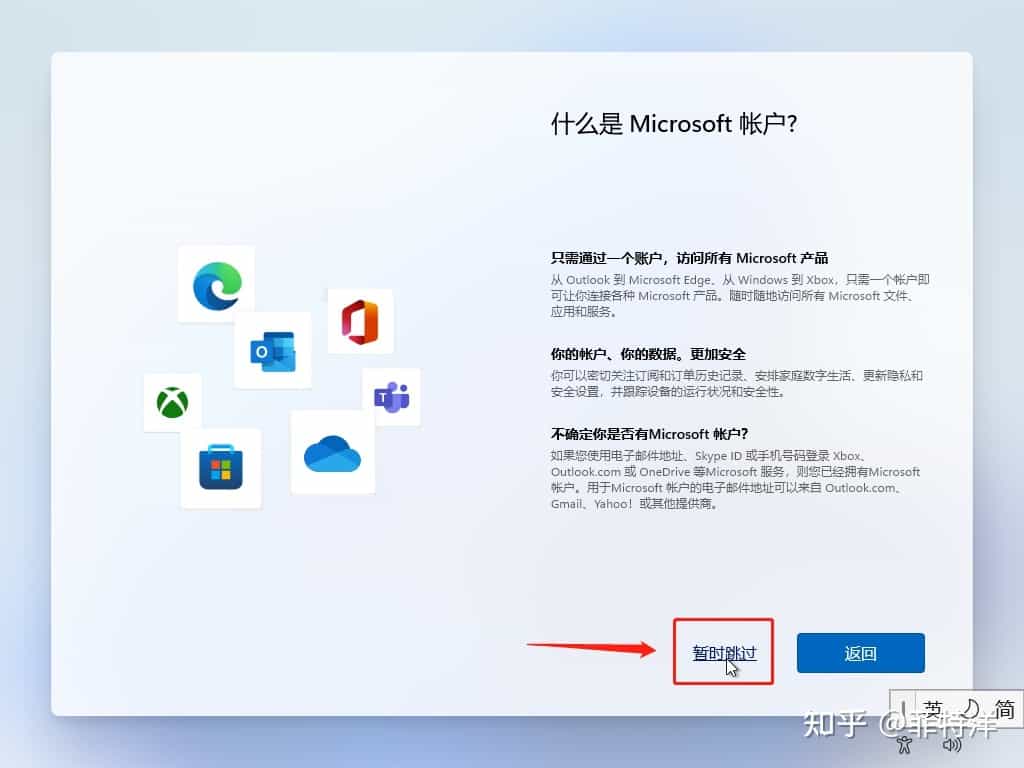 什么是 Microsoft 帐户?
只需通过一个账户，访问所有 Microsoft 产品
从 Outlook 到 Microsoft Edge、从 Windows 到 Xbox，只需一个帐户即
可让你连接各种 Microsoft 产品。随时随地访问所有 Microsoft 文件、
应用和服务。
你的帐户、你的数据。更加安全
你可以密切关注订阅和订单历史记录、安排家庭数字生活、更新隐私和
安全设置，并跟踪设备的运行状况和安全性。
不确定你是否有Microsoft 帐户?
如果您使用电子邮件地址、Skype ID 或手机号码登录 Xbox、
Outlook.com 或 OneDrive 等Microsoft 服务，则您已经拥有Microsoft
帐户。用于Microsoft 帐户的电子邮件地址可以来自 Outlook.com、
Gmail、Yahoo！或其他提供商。
暂时跳过
返回
英 简
知乎 @菲特洋